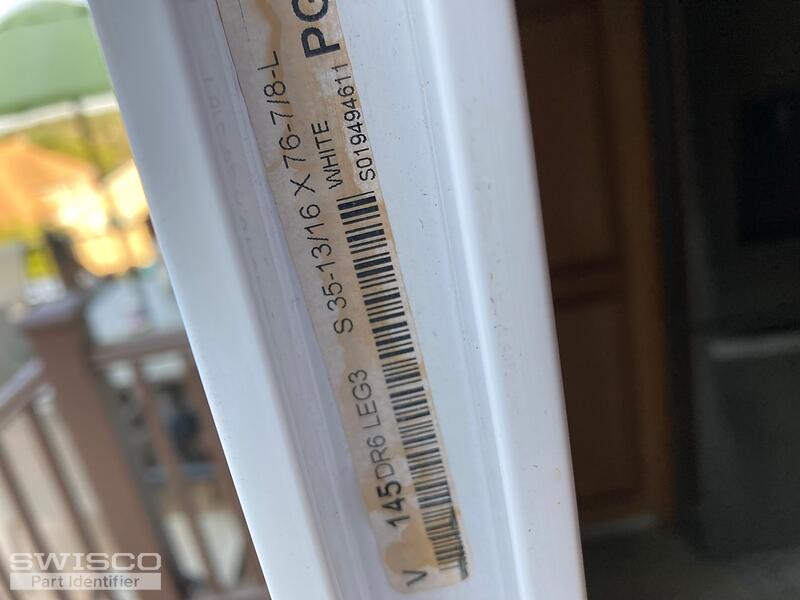 V 145 DR6 LEG3 S 35-13/16 X 76-7/8-L
WHITE PG
S019494611
SWISCO
Part Identifier